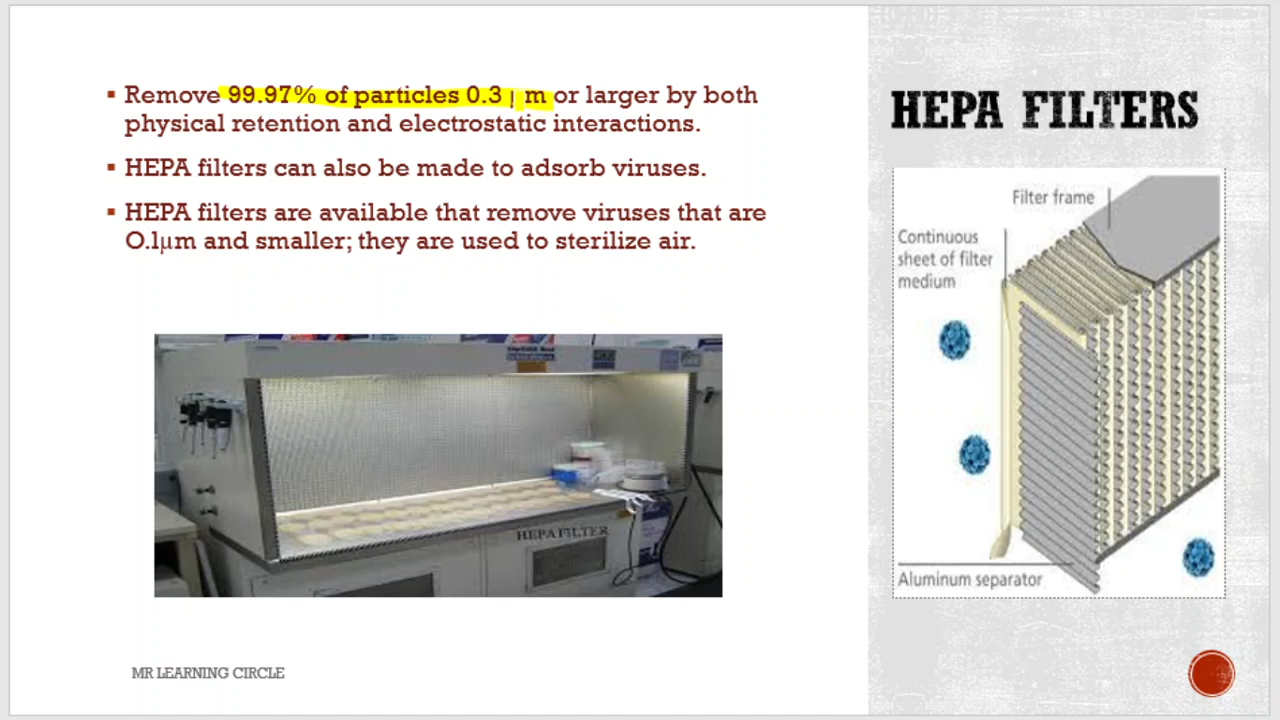 Remove 99.97% of particles 0.3 μm or larger by both
physical retention and electrostatic interactions.
HEPA filters can also be made to adsorb viruses.
HEPA filters are available that remove viruses that are
O.1μm and smaller; they are used to sterilize air.
HEPA FILTER
MR LEARNING CIRCLE
HEPA FILTERS
Filter frame
Continuous
sheet of filter
medium
Aluminum separator